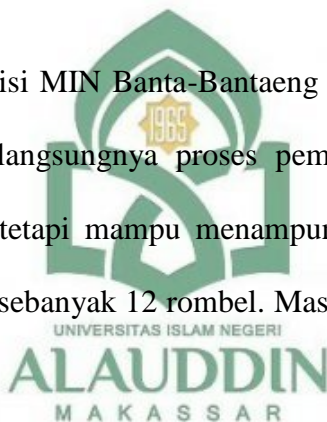 isi MIN Banta-Bantaeng
1965
langsungnya proses pem
tetapi mampu menampun
sebanyak 12 rombel. Mas
UNIVERSITAS ISLAM NEGERI
ALAUDDIN
MAKASSAR